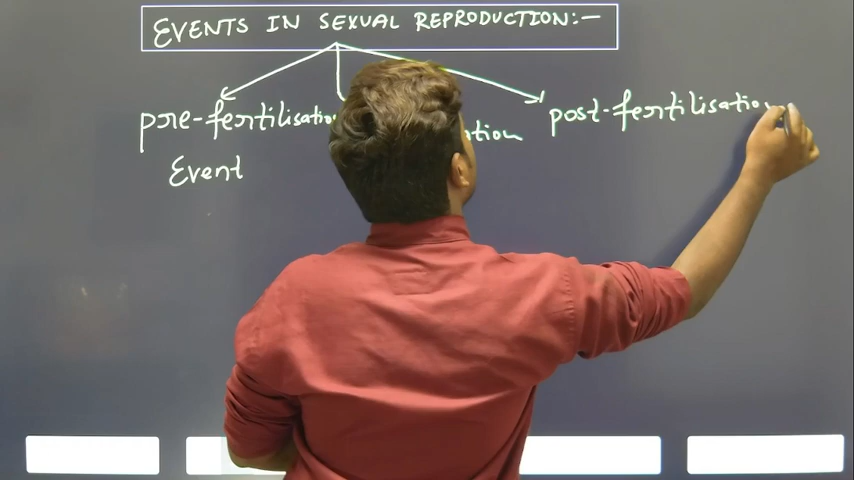 EVENTS IN SEXUAL REPRODUCTION:-
pre-fertilisation
Event
post-fertilisation